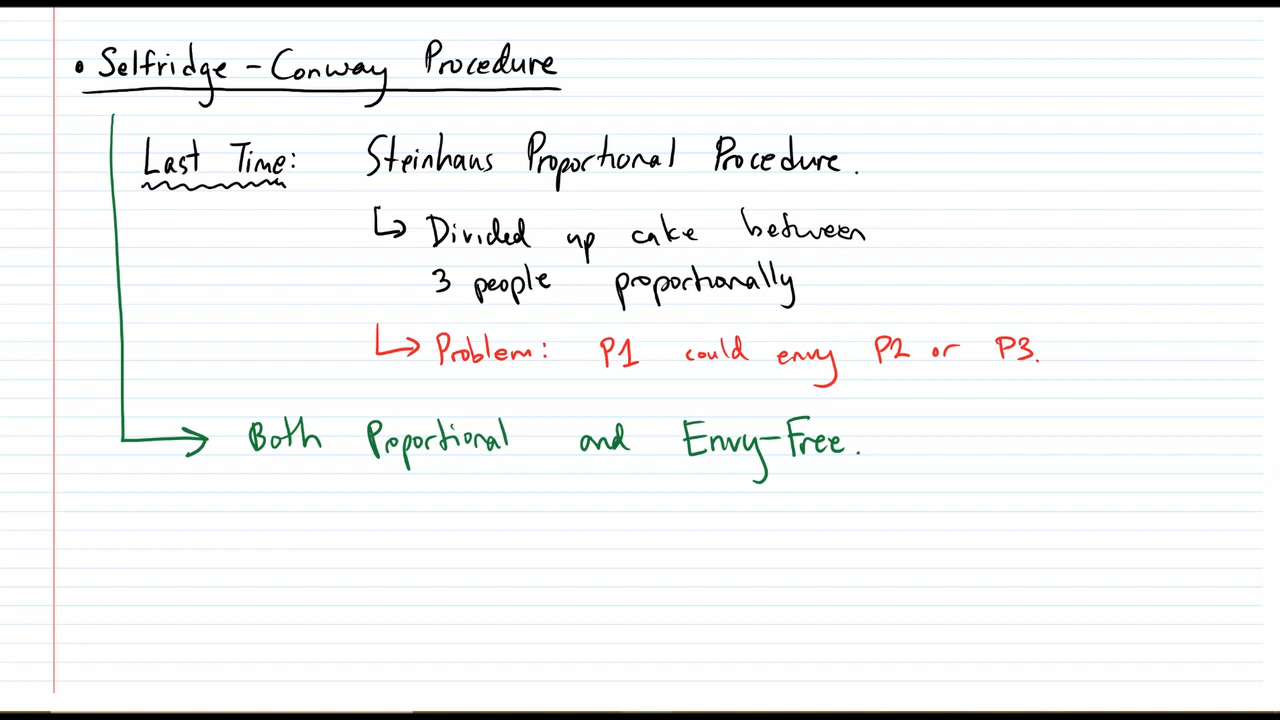 • Selfridge - Conway Procedure
Last Time: Steinhaus Proportional Procedure.
↳ Divided up cake between
3 people proportionally
↳ Problem: P1 could envy P2 or P3.
→ Both Proportional and Envy-Free.